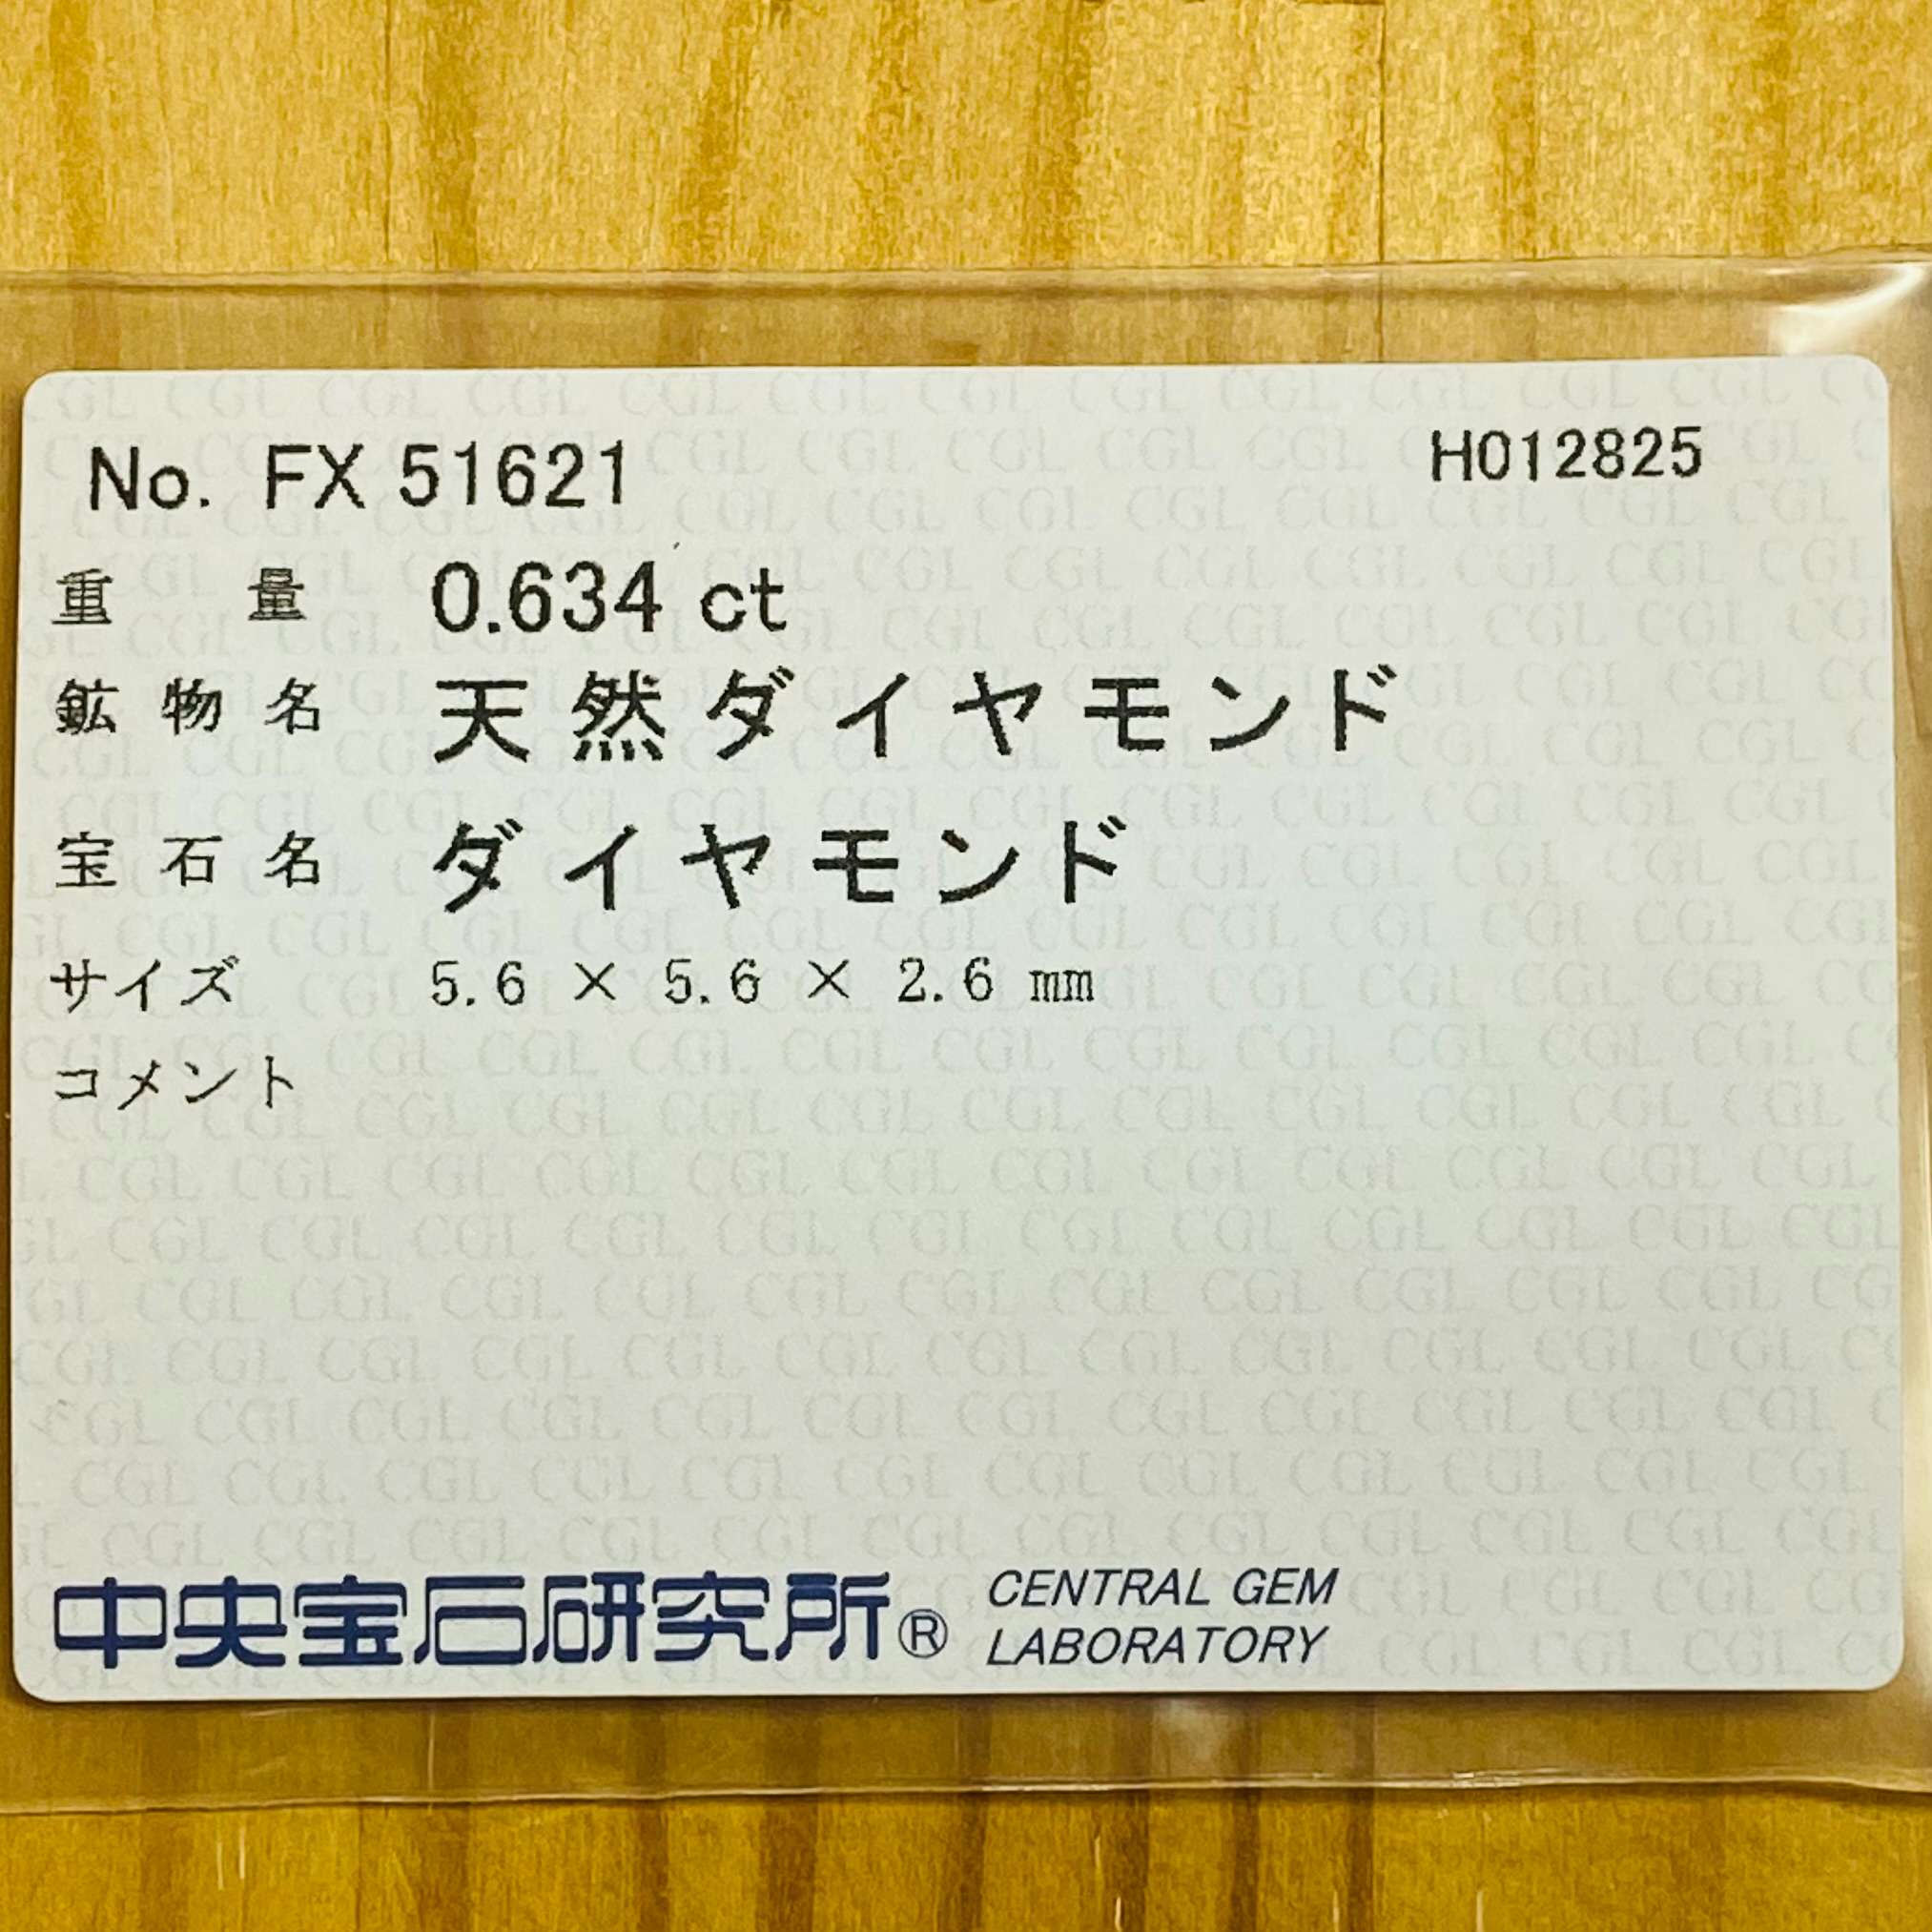 No. FX 51621 H012825
重量 0.634 ct
鉱物名 天然ダイヤモンド
宝石名 ダイヤモンド
サイズ 5.6 × 5.6 × 2.6 mm
コメント
中央宝石研究所® CENTRAL GEM
LABORATORY